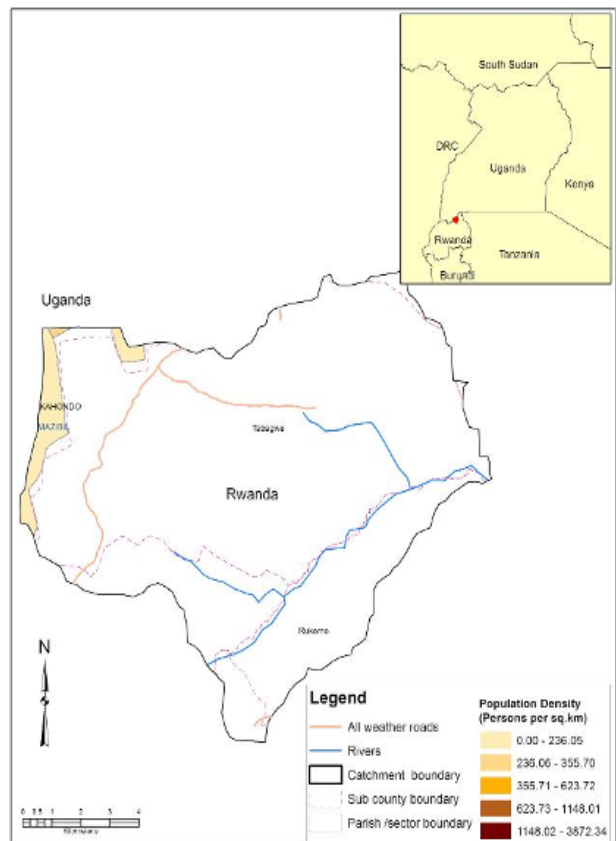 South Sudan
DRC
Uganda
Kenya
Rwanda
Tanzania
Burundi
Uganda
KAHONDO
MAZIBA
Tabagwe
Rwanda
Rukomo
N
Legend
All weather roads
Rivers
Catchment boundary
Sub county boundary
Parish /sector boundary
Population Density
(Persons per sq.km)
0.00 - 236.05
236.06 - 355.70
355.71 - 623.72
623.73 - 1148.01
1148.02 - 3872.34
0 0.5 1 2 3 4
Kilometers